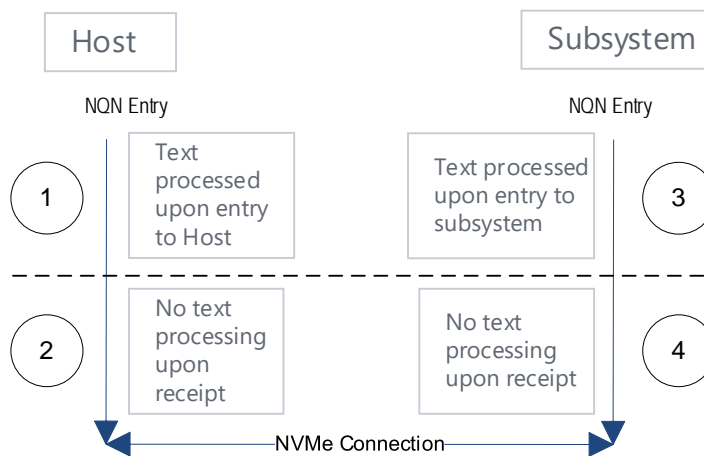 Host
Subsystem
NQN Entry
NQN Entry
1
Text
processed
upon entry
to Host
Text processed
upon entry to
subsystem
3
2
No text
processing
upon
receipt
No text
processing
upon receipt
4
NVMe Connection